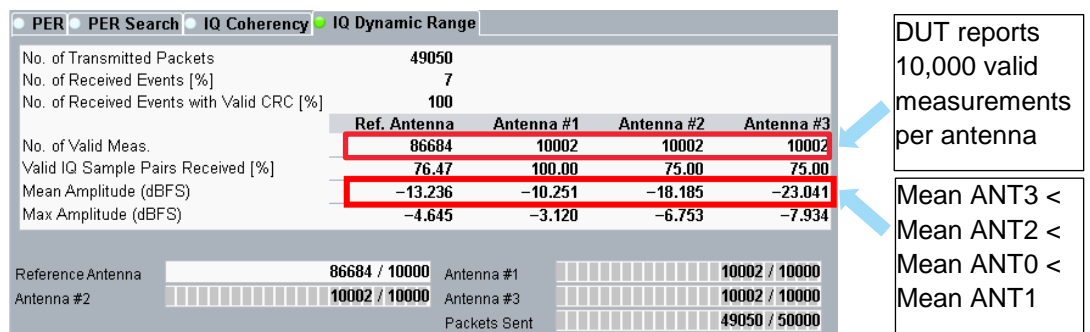 PER PER Search IQ Coherency IQ Dynamic Range
No. of Transmitted Packets 49050
No. of Received Events [%] 7
No. of Received Events with Valid CRC [%] 100
Ref. Antenna Antenna #1 Antenna #2 Antenna #3
No. of Valid Meas. 86684 10002 10002 10002
Valid IQ Sample Pairs Received [%] 76.47 100.00 75.00 75.00
Mean Amplitude (dBFS) −13.236 −10.251 −18.185 −23.041
Max Amplitude (dBFS) −4.645 −3.120 −6.753 −7.934
Reference Antenna 86684 / 10000 Antenna #1 10002 / 10000
Antenna #2 10002 / 10000 Antenna #3 10002 / 10000
Packets Sent 49050 / 50000
DUT reports
10,000 valid
measurements
per antenna
Mean ANT3 <
Mean ANT2 <
Mean ANT0 <
Mean ANT1